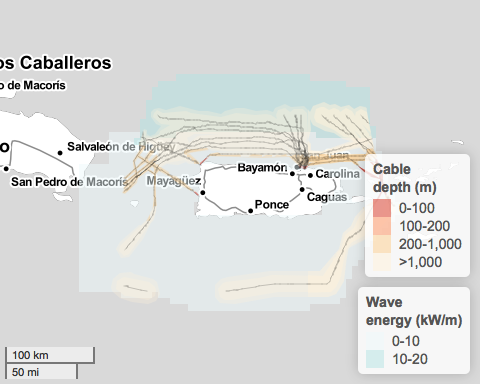 os Caballeros
o de Macorís
Salvaleón de Higüey
o
San Pedro de Macorís
Mayagüez
Bayamón
San Juan
Carolina
Caguas
Ponce
Cable
depth (m)
0-100
100-200
200-1,000
>1,000
Wave
energy (kW/m)
0-10
10-20
100 km
50 mi